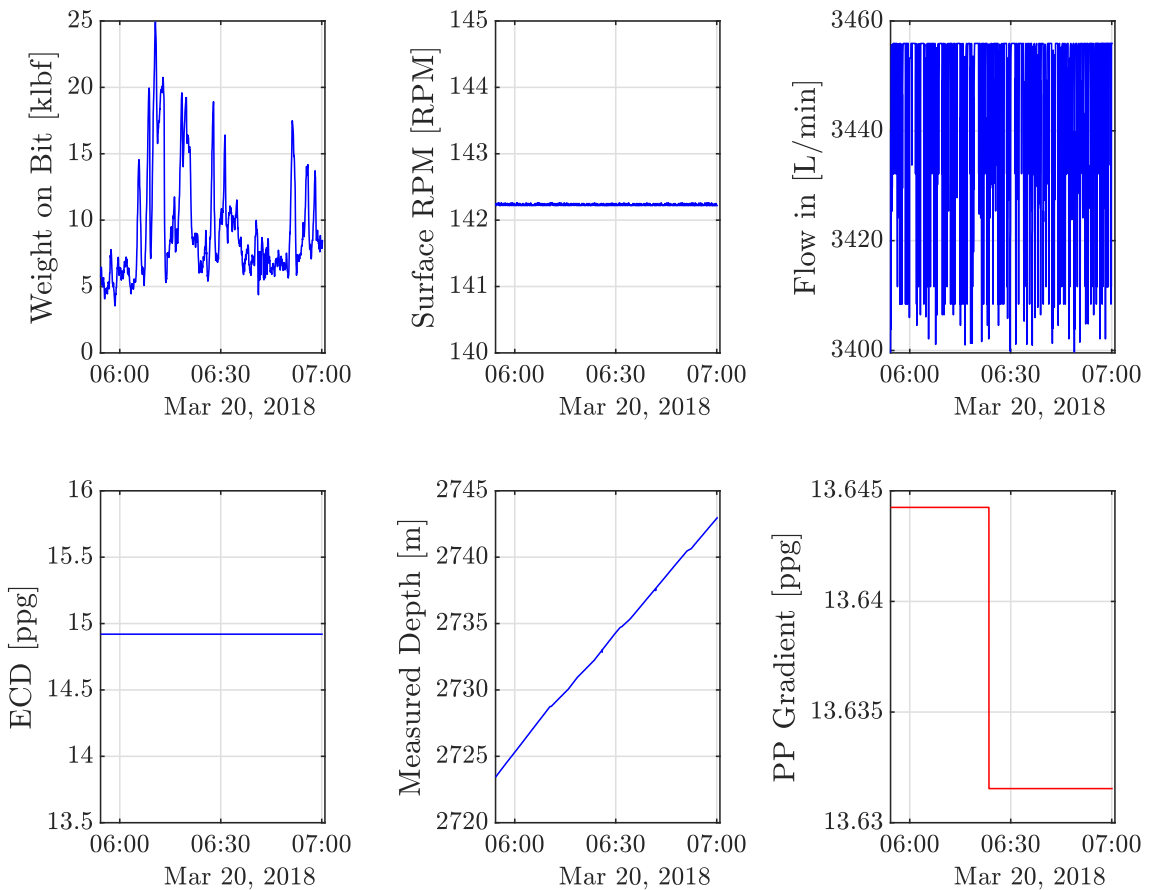 Weight on Bit [klbf]
25
20
15
10
5
0
06:00 06:30 07:00
Mar 20, 2018
Surface RPM [RPM]
145
144
143
142
141
140
06:00 06:30 07:00
Mar 20, 2018
Flow in [L/min]
3460
3440
3420
3400
06:00 06:30 07:00
Mar 20, 2018
ECD [ppg]
16
15.5
15
14.5
14
13.5
06:00 06:30 07:00
Mar 20, 2018
Measured Depth [m]
2745
2740
2735
2730
2725
2720
06:00 06:30 07:00
Mar 20, 2018
PP Gradient [ppg]
13.645
13.64
13.635
13.63
06:00 06:30 07:00
Mar 20, 2018